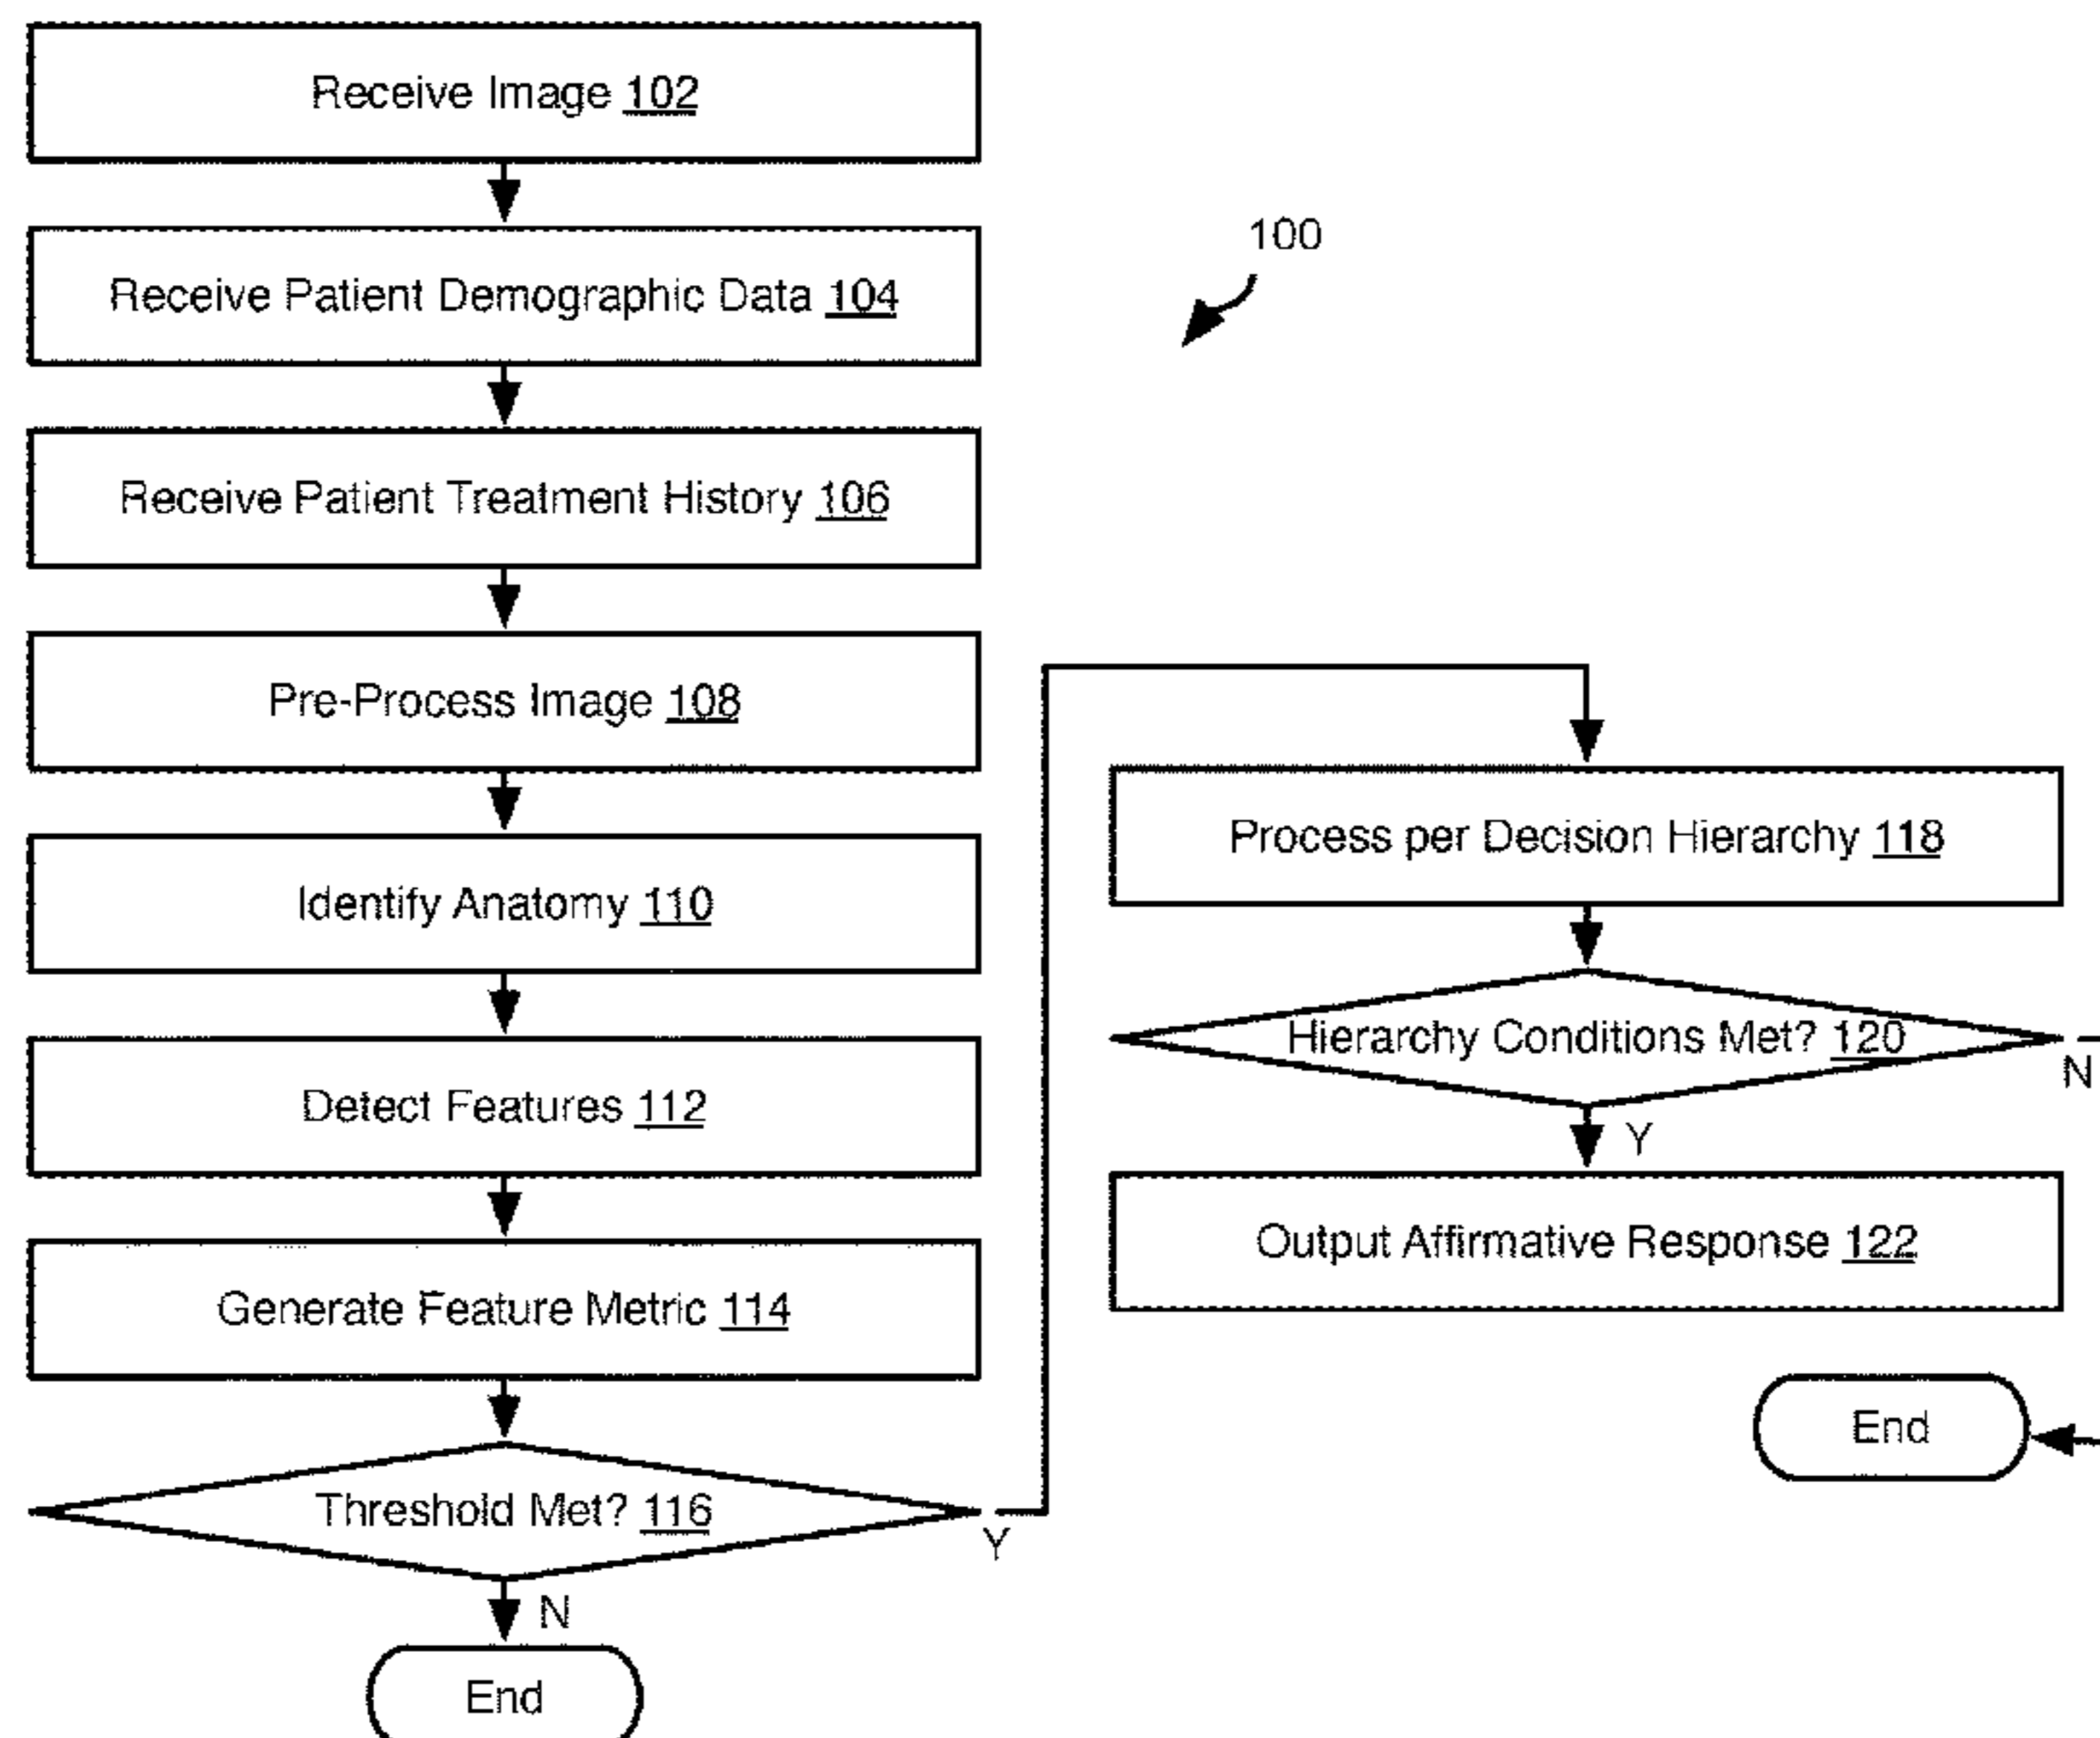 Receive Image 102
Receive Patient Demographic Data 104
100
Receive Patient Treatment History 106
Pre-Process Image 108
Identify Anatomy 110
Detect Features 112
Generate Feature Metric 114
Threshold Met? 116
Y
N
End
Process per Decision Hierarchy 118
Hierarchy Conditions Met? 120
N
Y
Output Affirmative Response 122
End